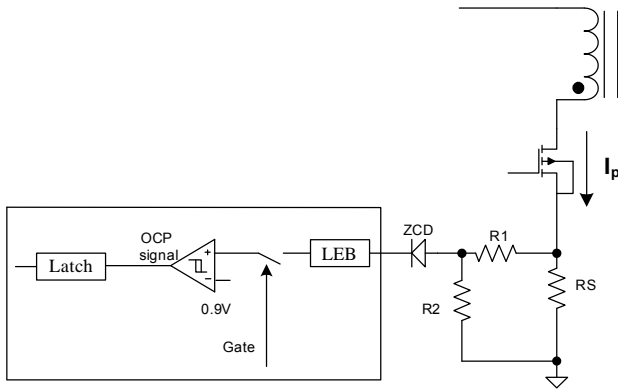 Ip
ZCD
R1
OCP
signal
+
LEB
Latch
−
RS
0.9V
R2
Gate